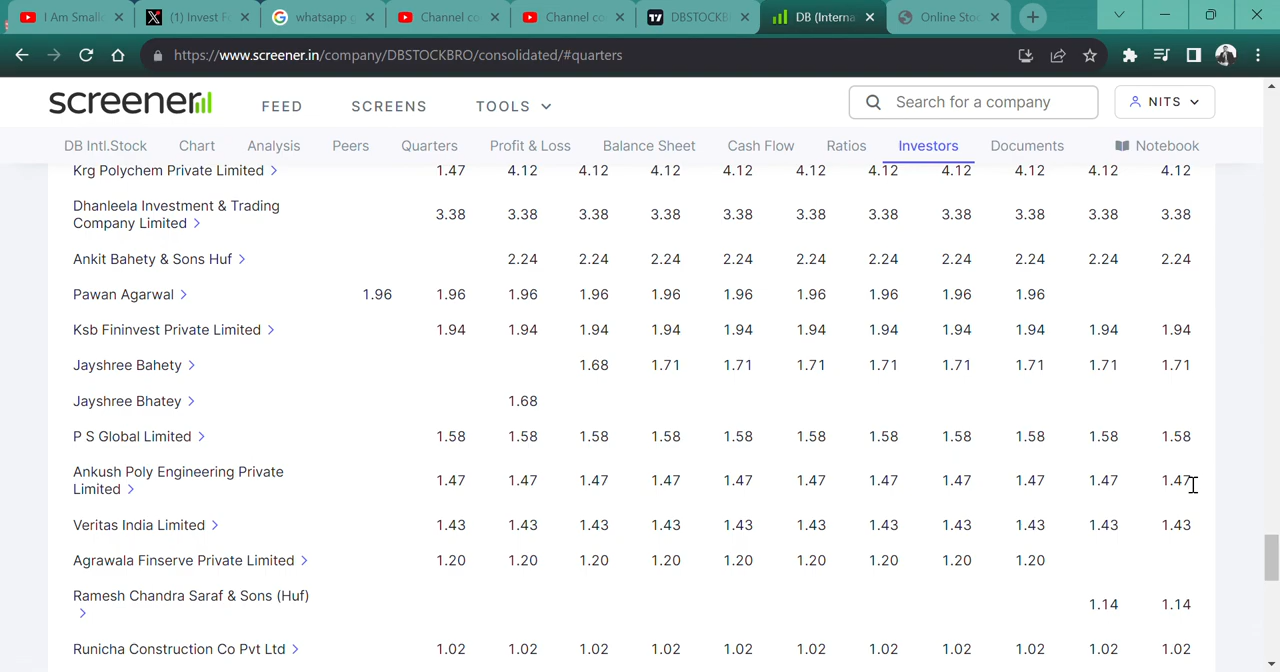 I Am Small
(1) Invest Fo
whatsapp g
Channel co
Channel co
DBSTOCKB
DB (Interna
Online Sto
https://www.screener.in/company/DBSTOCKBRO/consolidated/#quarters
screener
FEED
SCREENS
TOOLS
Search for a company
NITS
DB Intl.Stock
Chart
Analysis
Peers
Quarters
Profit & Loss
Balance Sheet
Cash Flow
Ratios
Investors
Documents
Notebook
Krg Polychem Private Limited > 1.47 4.12 4.12 4.12 4.12 4.12 4.12 4.12 4.12 4.12 4.12
Dhanleela Investment & Trading
Company Limited > 3.38 3.38 3.38 3.38 3.38 3.38 3.38 3.38 3.38 3.38 3.38
Ankit Bahety & Sons Huf > 2.24 2.24 2.24 2.24 2.24 2.24 2.24 2.24 2.24 2.24
Pawan Agarwal > 1.96 1.96 1.96 1.96 1.96 1.96 1.96 1.96 1.96 1.96
Ksb Fininvest Private Limited > 1.94 1.94 1.94 1.94 1.94 1.94 1.94 1.94 1.94 1.94 1.94
Jayshree Bahety > 1.68 1.71 1.71 1.71 1.71 1.71 1.71 1.71 1.71
Jayshree Bhatey > 1.68
P S Global Limited > 1.58 1.58 1.58 1.58 1.58 1.58 1.58 1.58 1.58 1.58 1.58
Ankush Poly Engineering Private
Limited > 1.47 1.47 1.47 1.47 1.47 1.47 1.47 1.47 1.47 1.47 1.47
Veritas India Limited > 1.43 1.43 1.43 1.43 1.43 1.43 1.43 1.43 1.43 1.43 1.43
Agrawala Finserve Private Limited > 1.20 1.20 1.20 1.20 1.20 1.20 1.20 1.20 1.20
Ramesh Chandra Saraf & Sons (Huf)
> 1.14 1.14
Runicha Construction Co Pvt Ltd > 1.02 1.02 1.02 1.02 1.02 1.02 1.02 1.02 1.02 1.02 1.02